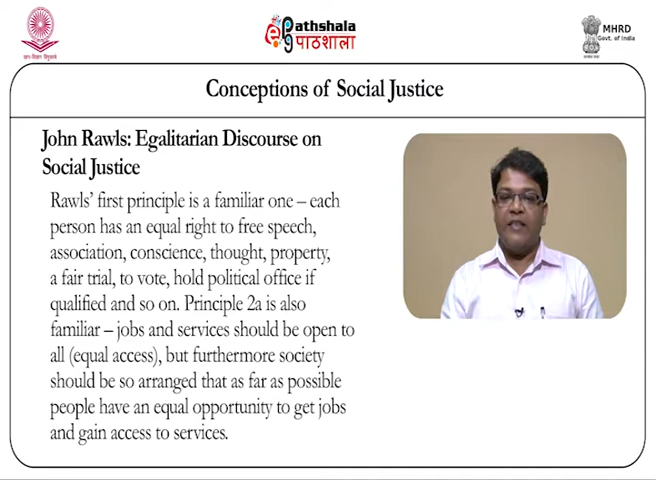 Pathshala
पाठशाला
MHRD
Govt. of India
Conceptions of Social Justice
John Rawls: Egalitarian Discourse on
Social Justice
Rawls' first principle is a familiar one – each
person has an equal right to free speech,
association, conscience, thought, property,
a fair trial, to vote, hold political office if
qualified and so on. Principle 2a is also
familiar – jobs and services should be open to
all (equal access), but furthermore society
should be so arranged that as far as possible
people have an equal opportunity to get jobs
and gain access to services.